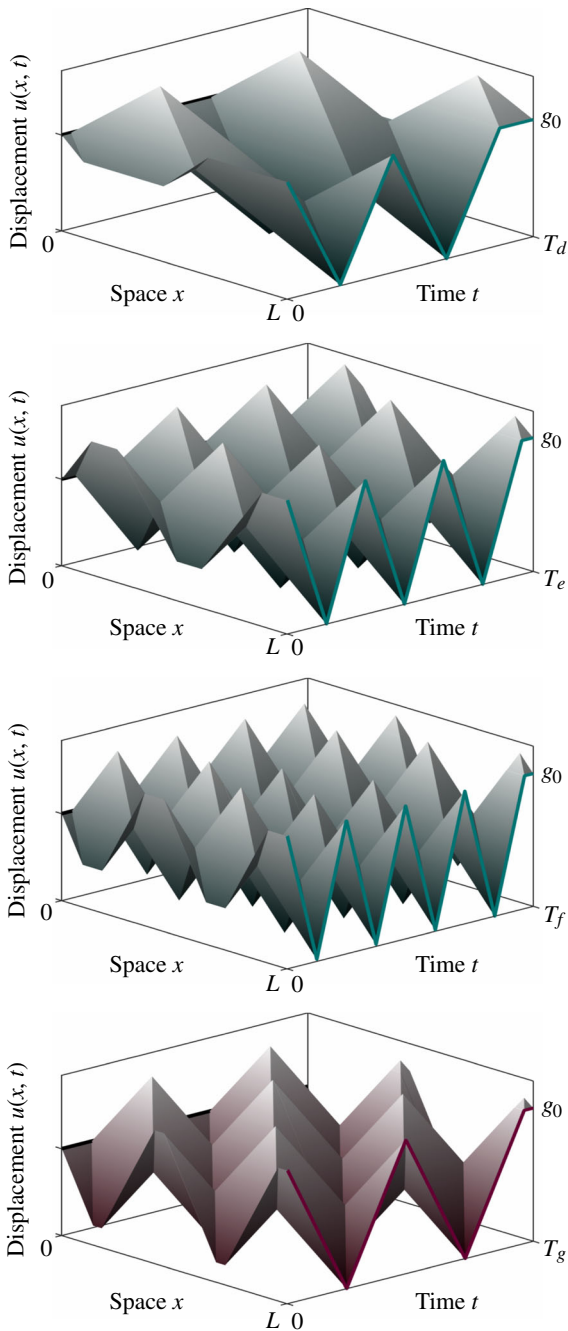 Displacement u(x, t)
g0
0
Td
Space x
Time t
L 0
Displacement u(x, t)
g0
0
Te
Space x
Time t
L 0
Displacement u(x, t)
g0
0
Tf
Space x
Time t
L 0
Displacement u(x, t)
g0
0
Tg
Space x
Time t
L 0